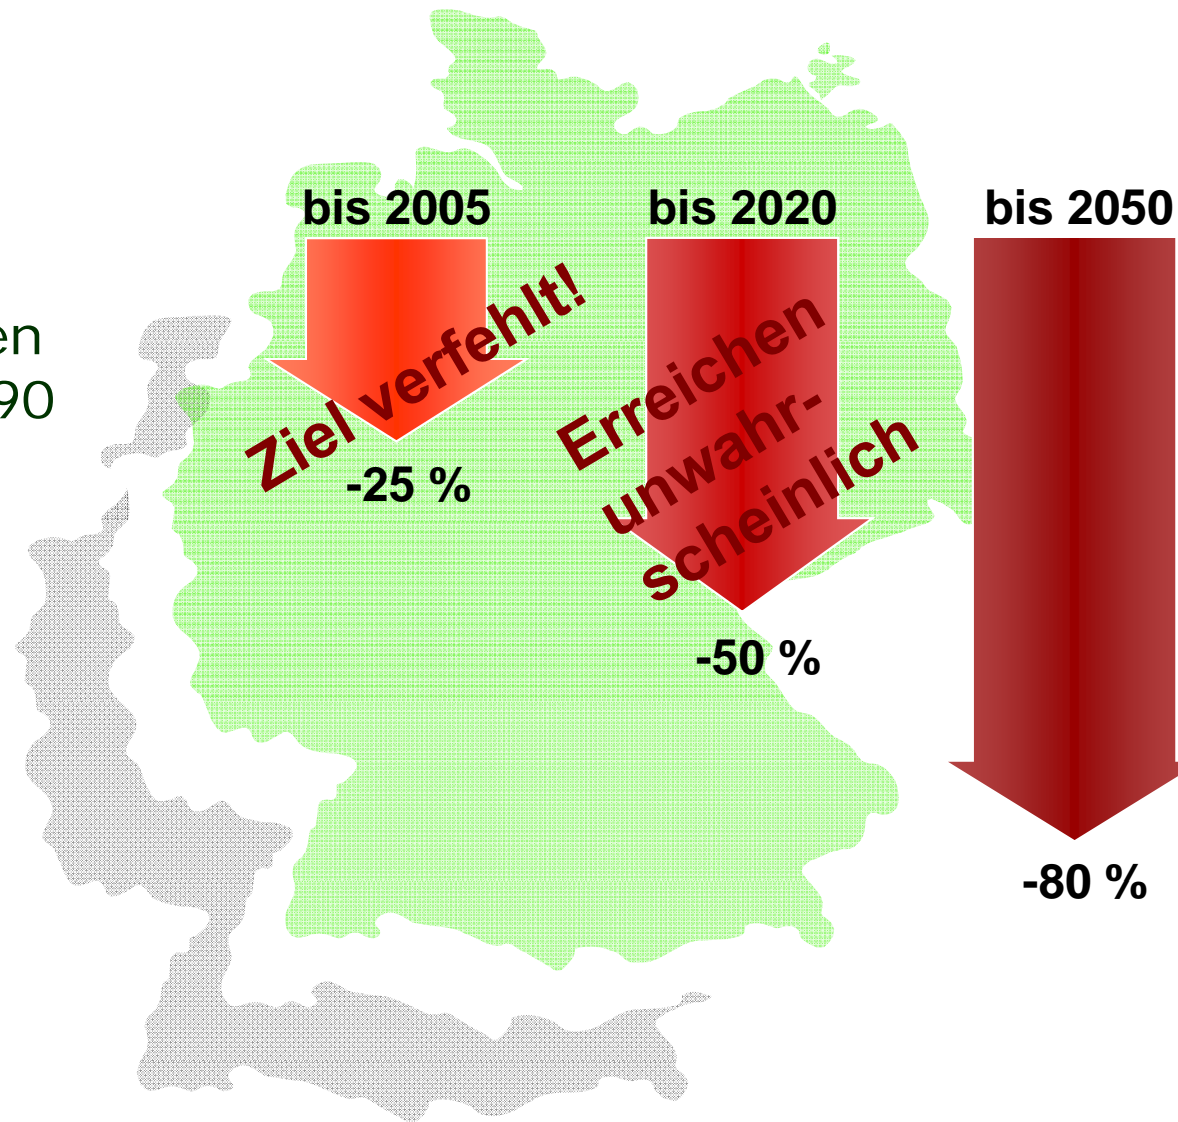 bis 2005
bis 2020
bis 2050
en
90
Ziel verfehlt!
Erreichen
unwahr-
scheinlich
-25 %
-50 %
-80 %